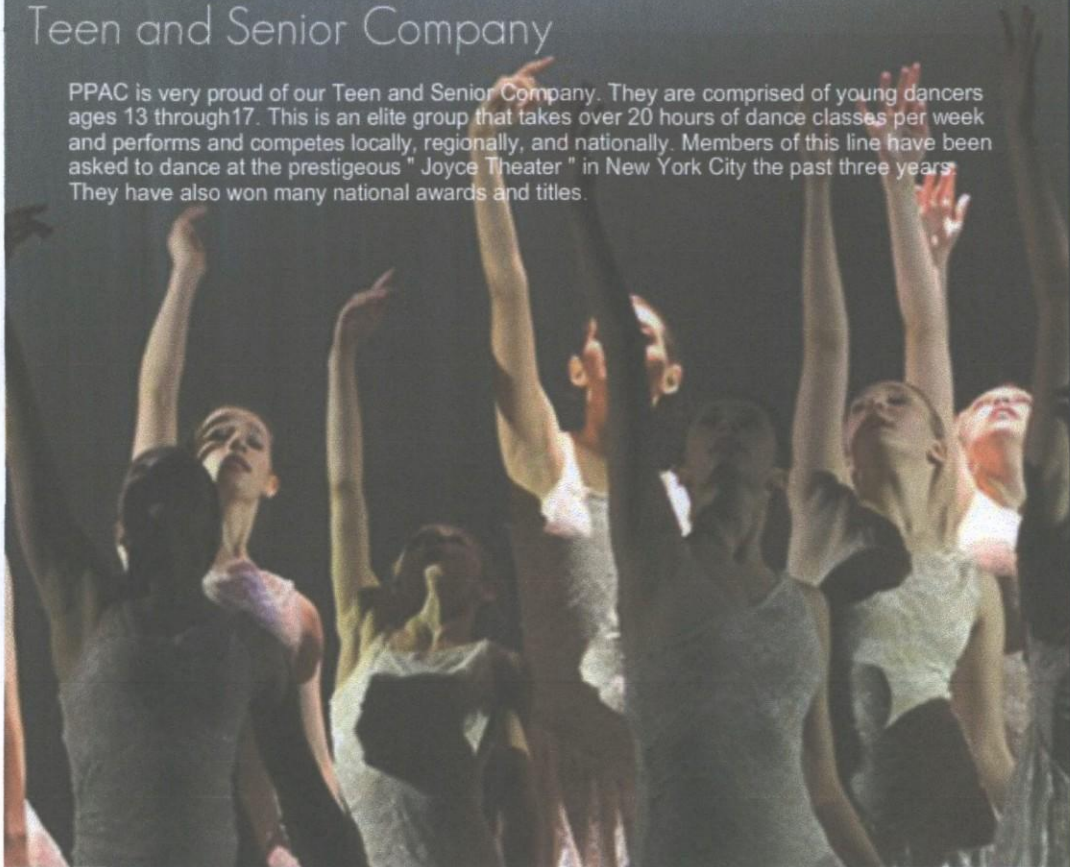 Teen and Senior Company
PPAC is very proud of our Teen and Senior Company. They are comprised of young dancers
ages 13 through17. This is an elite group that takes over 20 hours of dance classes per week
and performs and competes locally, regionally, and nationally. Members of this line have been
asked to dance at the prestigeous " Joyce Theater " in New York City the past three years.
They have also won many national awards and titles.